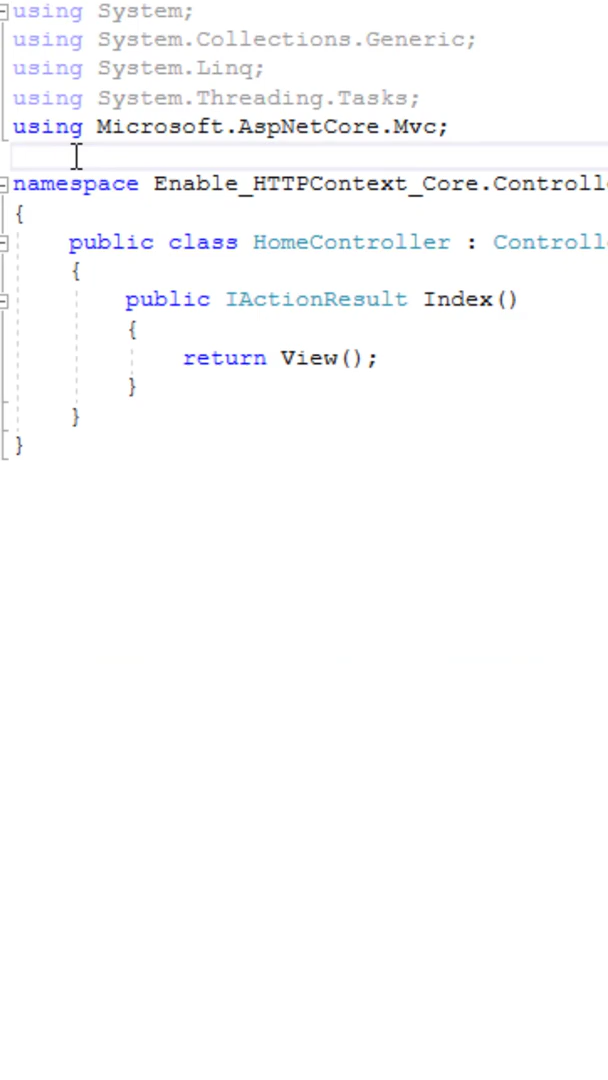 using System;
using System.Collections.Generic;
using System.Linq;
using System.Threading.Tasks;
using Microsoft.AspNetCore.Mvc;
namespace Enable_HTTPContext_Core.Controlle
{
public class HomeController : Controlle
{
public IActionResult Index()
{
return View();
}
}
}